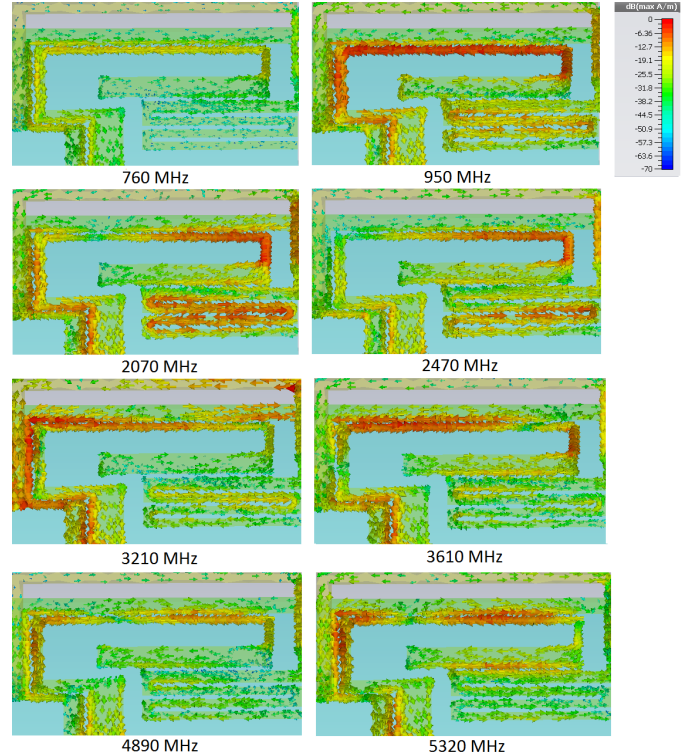 dB(max A/m)
0
-6.36
-12.7
-19.1
-25.5
-31.8
-38.2
-44.5
-50.9
-57.3
-63.6
-70
760 MHz
950 MHz
2070 MHz
2470 MHz
3210 MHz
3610 MHz
4890 MHz
5320 MHz